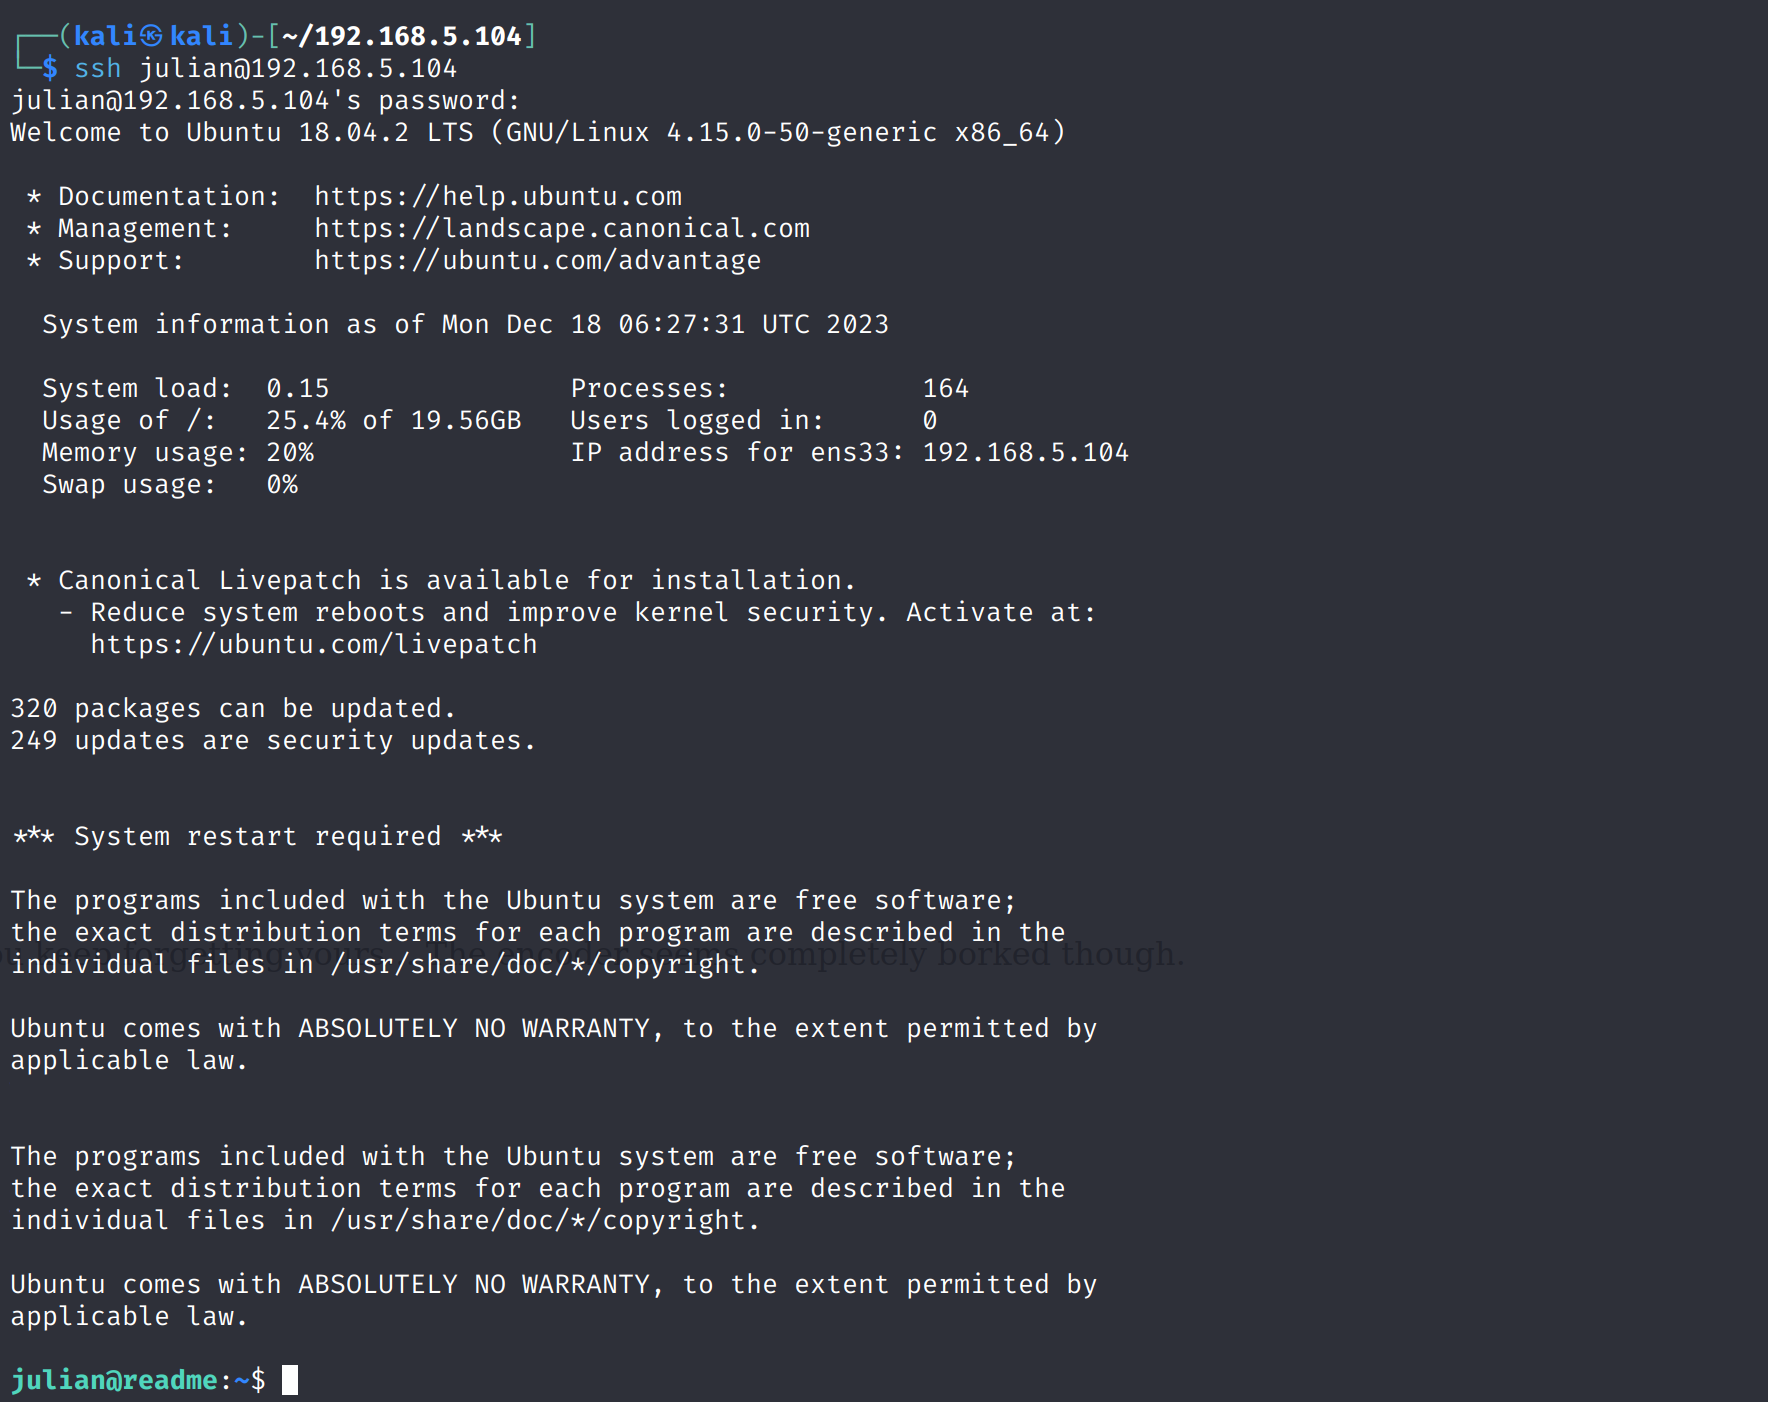 ┌──(kali㉿kali)-[~/192.168.5.104]
└─$ ssh julian@192.168.5.104
julian@192.168.5.104's password:
Welcome to Ubuntu 18.04.2 LTS (GNU/Linux 4.15.0-50-generic x86_64)
* Documentation:  https://help.ubuntu.com
* Management:     https://landscape.canonical.com
* Support:        https://ubuntu.com/advantage
System information as of Mon Dec 18 06:27:31 UTC 2023
System load:  0.15               Processes:            164
Usage of /:   25.4% of 19.56GB   Users logged in:      0
Memory usage: 20%                IP address for ens33: 192.168.5.104
Swap usage:   0%
* Canonical Livepatch is available for installation.
- Reduce system reboots and improve kernel security. Activate at:
https://ubuntu.com/livepatch
320 packages can be updated.
249 updates are security updates.
*** System restart required ***
The programs included with the Ubuntu system are free software;
the exact distribution terms for each program are described in the
u keep forgetting yours. The encoder seems completely borked though.
individual files in /usr/share/doc/*/copyright.
Ubuntu comes with ABSOLUTELY NO WARRANTY, to the extent permitted by
applicable law.
The programs included with the Ubuntu system are free software;
the exact distribution terms for each program are described in the
individual files in /usr/share/doc/*/copyright.
Ubuntu comes with ABSOLUTELY NO WARRANTY, to the extent permitted by
applicable law.
julian@readme:~$